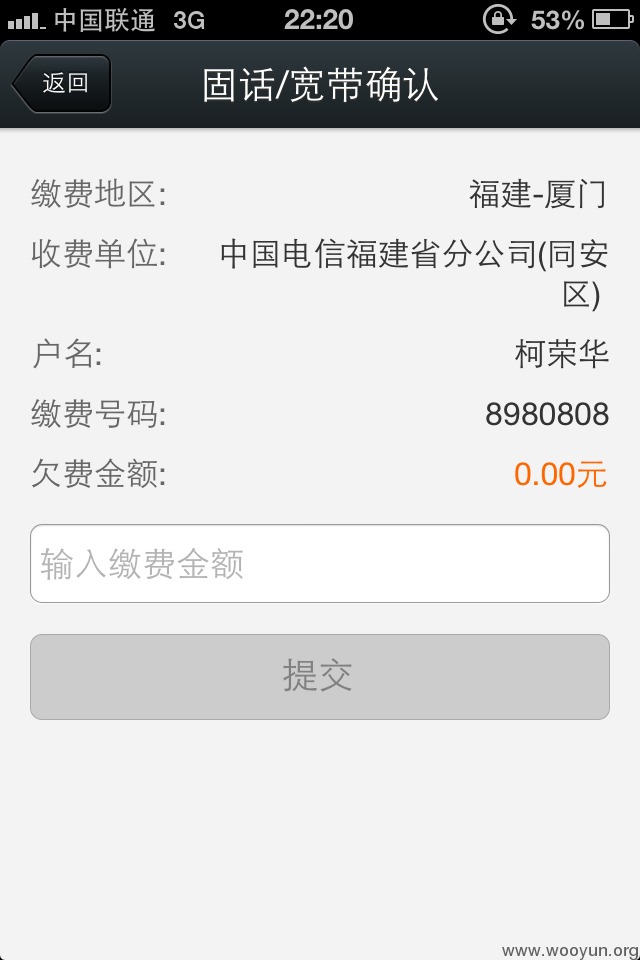 中国联通 3G 22:20 53%
返回 固话/宽带确认
缴费地区: 福建-厦门
收费单位: 中国电信福建省分公司(同安
区)
户名: 柯荣华
缴费号码: 8980808
欠费金额: 0.00元
输入缴费金额
提交
www.wooyun.org